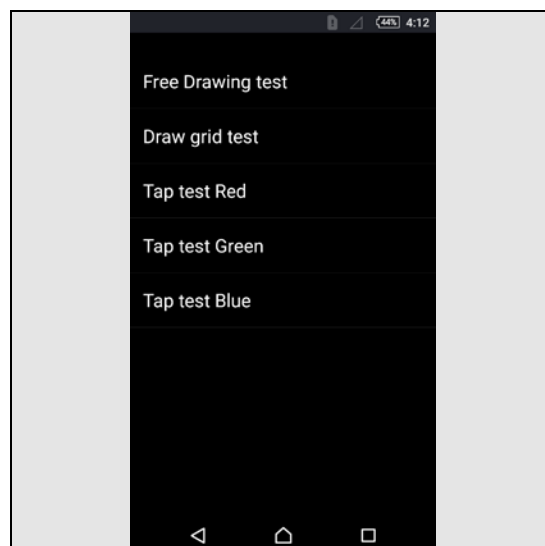 44% 4:12
Free Drawing test
Draw grid test
Tap test Red
Tap test Green
Tap test Blue